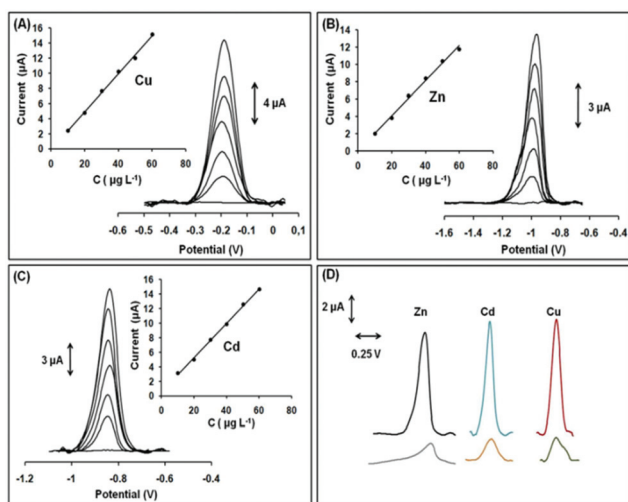 (A)
Current (µA)
16
14
12
10
8
6
4
2
0
Cu
0 20 40 60 80
C ( µg L-1)
4 µA
-0.6 -0.5 -0.4 -0.3 -0.2 -0.1 0 0,1
Potential (V)
(B)
Current (µA)
14
12
10
8
6
4
2
0
Zn
0 20 40 60 80
C ( µg L-1)
3 µA
-1.6 -1.4 -1.2 -1 -0.8 -0.6 -0.4
Potential (V)
(C)
3 µA
Current (µA)
16
14
12
10
8
6
4
2
0
Cd
0 20 40 60 80
C ( µg L-1)
-1.2 -1 -0.8 -0.6 -0.4
Potential (V)
(D)
2 µA
0.25 V
Zn Cd Cu